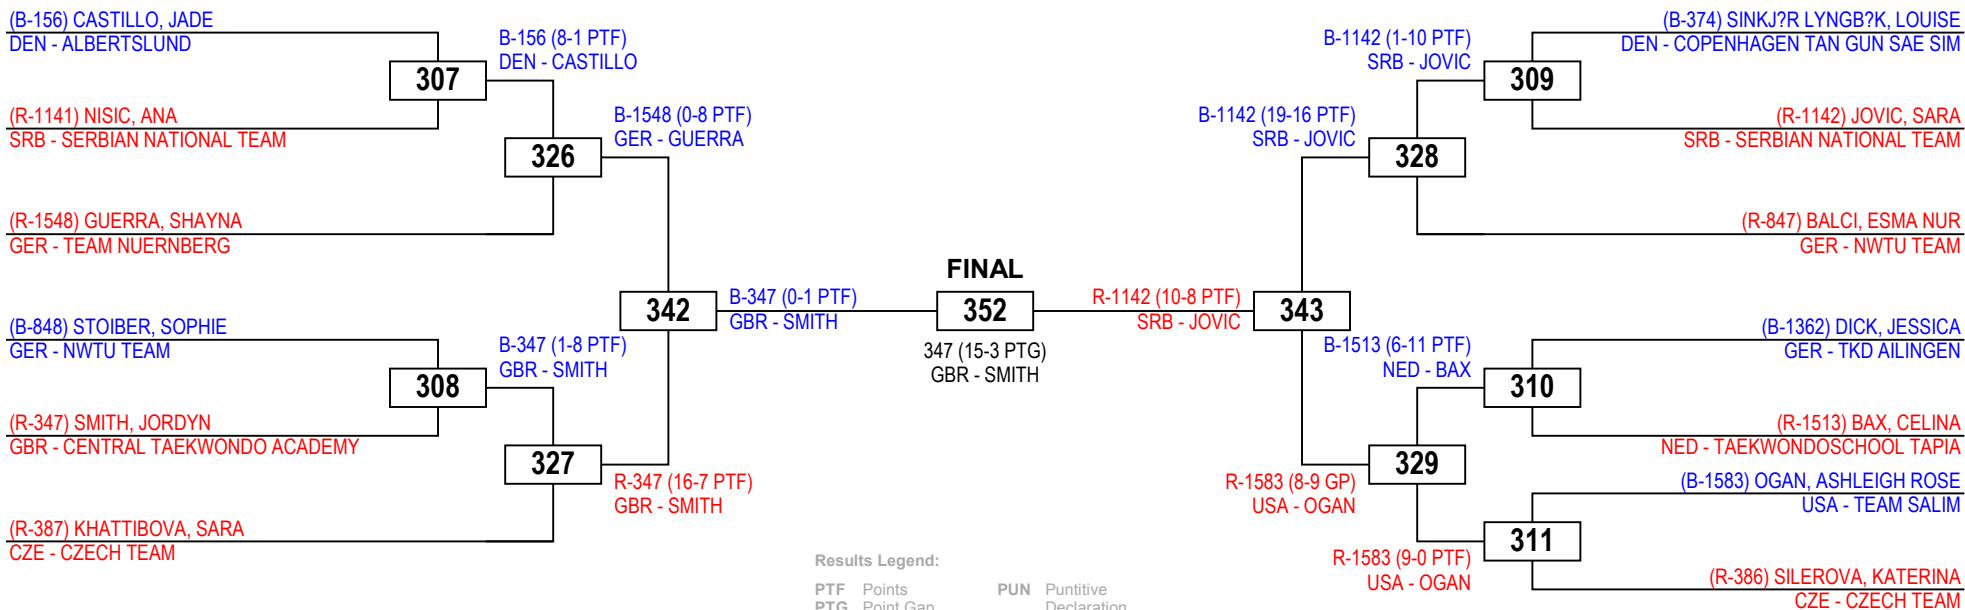 (B-156) CASTILLO, JADE
DEN - ALBERTSLUND
307
(R-1141) NISIC, ANA
SRB - SERBIAN NATIONAL TEAM
B-156 (8-1 PTF)
DEN - CASTILLO
326
(R-1548) GUERRA, SHAYNA
GER - TEAM NUERNBERG
B-1548 (0-8 PTF)
GER - GUERRA
342
(B-848) STOIBER, SOPHIE
GER - NWTU TEAM
308
(R-347) SMITH, JORDYN
GBR - CENTRAL TAEKWONDO ACADEMY
B-347 (1-8 PTF)
GBR - SMITH
327
(R-387) KHATTIBOVA, SARA
CZE - CZECH TEAM
R-347 (16-7 PTF)
GBR - SMITH
B-347 (0-1 PTF)
GBR - SMITH
FINAL
352
347 (15-3 PTG)
GBR - SMITH
R-1142 (10-8 PTF)
SRB - JOVIC
343
B-1142 (19-16 PTF)
SRB - JOVIC
328
B-1142 (1-10 PTF)
SRB - JOVIC
309
(B-374) SINKJ?R LYNGB?K, LOUISE
DEN - COPENHAGEN TAN GUN SAE SIM
(R-1142) JOVIC, SARA
SRB - SERBIAN NATIONAL TEAM
(R-847) BALCI, ESMA NUR
GER - NWTU TEAM
B-1513 (6-11 PTF)
NED - BAX
310
(B-1362) DICK, JESSICA
GER - TKD AILINGEN
(R-1513) BAX, CELINA
NED - TAEKWONDOSCHOOL TAPIA
329
R-1583 (8-9 GP)
USA - OGAN
(B-1583) OGAN, ASHLEIGH ROSE
USA - TEAM SALIM
311
R-1583 (9-0 PTF)
USA - OGAN
(R-386) SILEROVA, KATERINA
CZE - CZECH TEAM
Results Legend:
PTF Points PUN Puntitive
PTG Point Gap Declaration